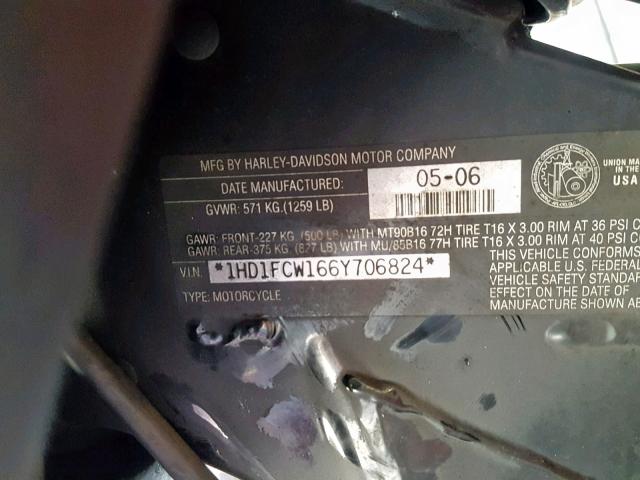 MFG BY HARLEY-DAVIDSON MOTOR COMPANY
DATE MANUFACTURED: 05-06
GVWR: 571 KG.(1259 LB)
GAWR: FRONT-227 KG. (500 LB) WITH MT90B16 72H TIRE T16 X 3.00 RIM AT 36 PSI
GAWR: REAR-375 KG. (827 LB) WITH MU/85B16 77H TIRE T16 X 3.00 RIM AT 40 PSI
V.I.N. *1HD1FCW166Y706824*
TYPE: MOTORCYCLE
THIS VEHICLE CONFORMS
APPLICABLE U.S. FEDERAL
VEHICLE SAFETY STANDARD
EFFECT ON THE DATE OF
MANUFACTURE SHOWN
UNION MA
IN THE
USA